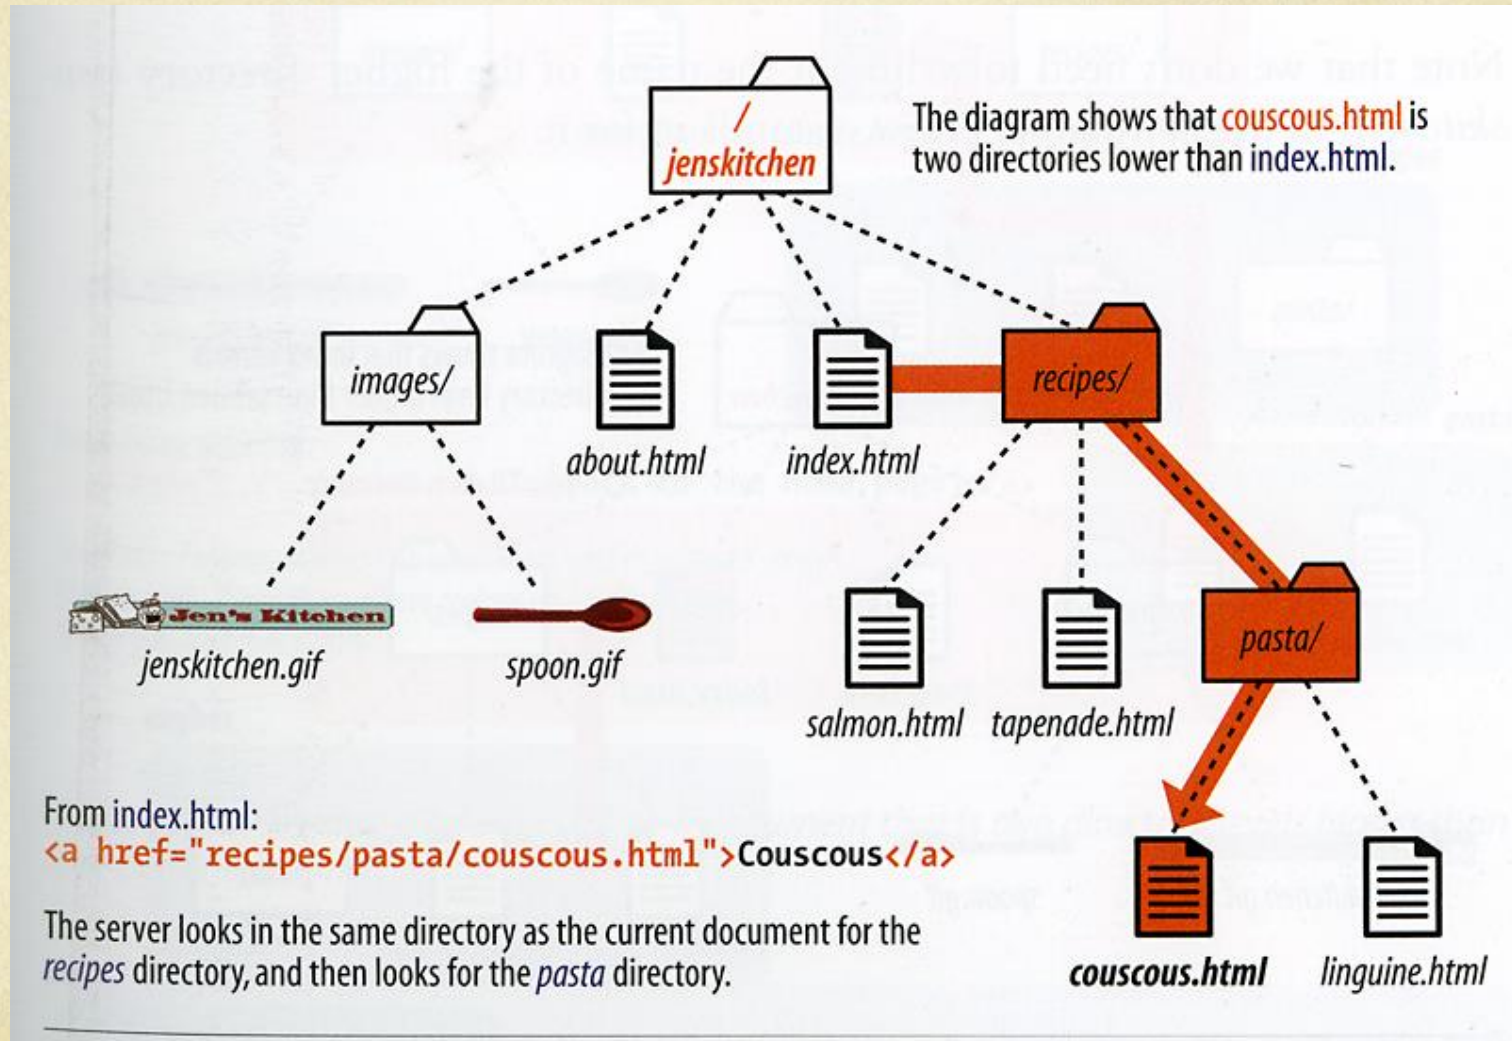 /
jenskitchen
The diagram shows that couscous.html is
two directories lower than index.html.
images/
recipes/
about.html
index.html
Jen's Kitchen
jenskitchen.gif
spoon.gif
pasta/
salmon.html
tapenade.html
From index.html:
<a href="recipes/pasta/couscous.html">Couscous</a>
The server looks in the same directory as the current document for the
recipes directory, and then looks for the pasta directory.
couscous.html
linguine.html